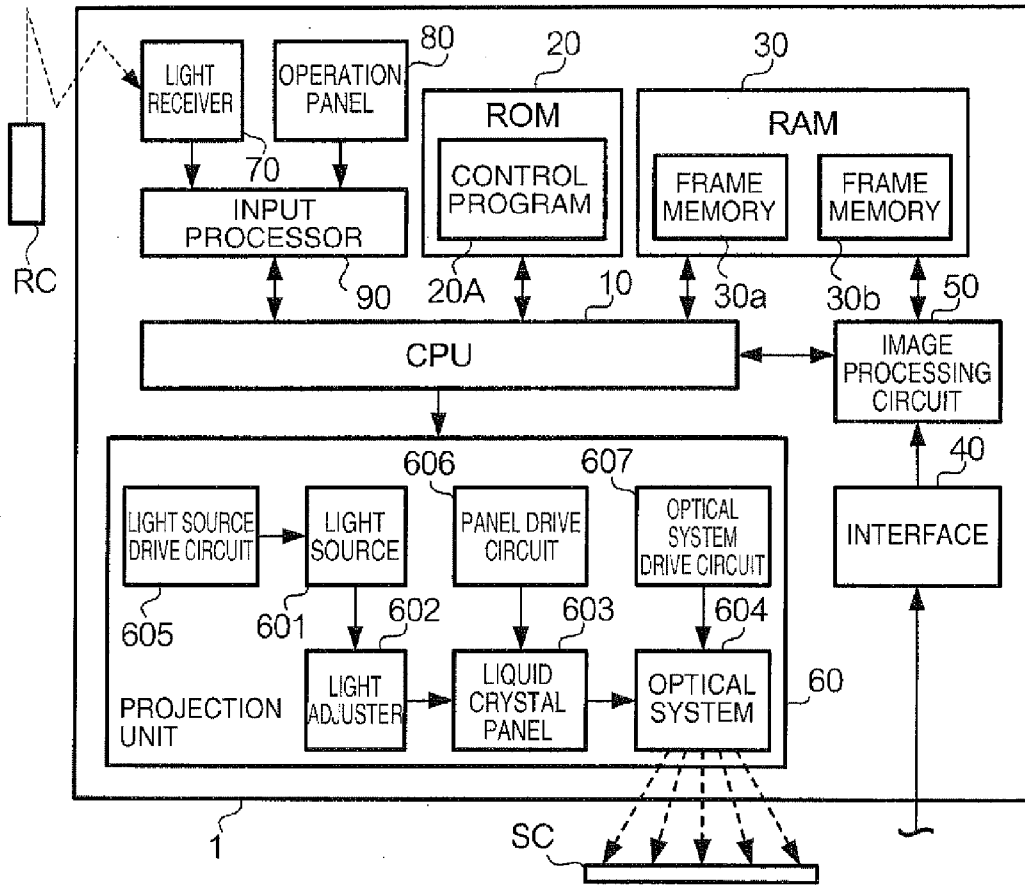 80
20
30
LIGHT
RECEIVER
OPERATION
PANEL
ROM
RAM
CONTROL
PROGRAM
FRAME
MEMORY
FRAME
MEMORY
70
INPUT
PROCESSOR
RC
90
20A
10
30a
30b
50
CPU
IMAGE
PROCESSING
CIRCUIT
606
607
40
LIGHT SOURCE
DRIVE CIRCUIT
LIGHT
SOURCE
PANEL DRIVE
CIRCUIT
OPTICAL
SYSTEM
DRIVE CIRCUIT
INTERFACE
605
601
602
603
604
60
PROJECTION
UNIT
LIGHT
ADJUSTER
LIQUID
CRYSTAL
PANEL
OPTICAL
SYSTEM
1
SC